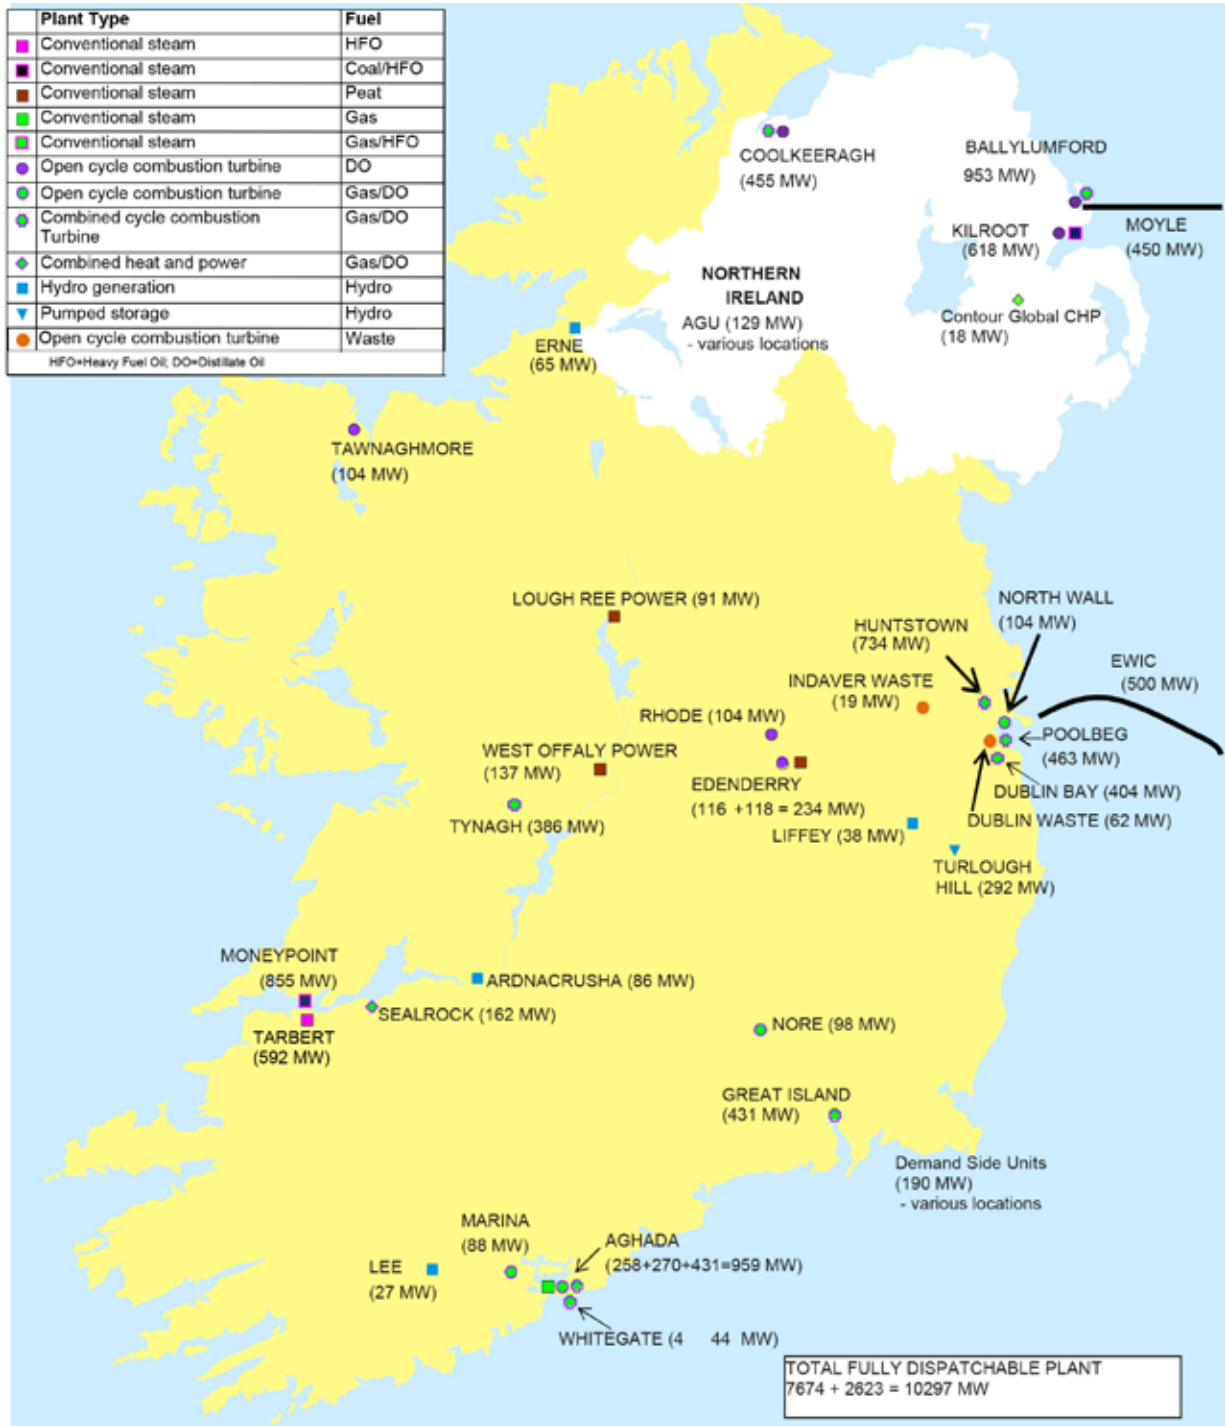 Plant Type Fuel
Conventional steam HFO
Conventional steam Coal/HFO
Conventional steam Peat
Conventional steam Gas
Conventional steam Gas/HFO
Open cycle combustion turbine DO
Open cycle combustion turbine Gas/DO
Combined cycle combustion Gas/DO
Turbine
Combined heat and power Gas/DO
Hydro generation Hydro
Pumped storage Hydro
Open cycle combustion turbine Waste
HFO=Heavy Fuel Oil; DO=Distillate Oil
COOLKEERAGH
(455 MW)
BALLYLUMFORD
953 MW)
MOYLE
(450 MW)
KILROOT
(618 MW)
NORTHERN
IRELAND
AGU (129 MW)
- various locations
Contour Global CHP
(18 MW)
ERNE
(65 MW)
TAWNAGHMORE
(104 MW)
LOUGH REE POWER (91 MW)
NORTH WALL
(104 MW)
HUNTSTOWN
(734 MW)
EWIC
(500 MW)
INDAVER WASTE
(19 MW)
RHODE (104 MW)
POOLBEG
(463 MW)
WEST OFFALY POWER
(137 MW)
EDENDERRY
(116 +118 = 234 MW)
DUBLIN BAY (404 MW)
DUBLIN WASTE (62 MW)
TYNAGH (386 MW)
LIFFEY (38 MW)
TURLOUGH
HILL (292 MW)
MONEYPOINT
(855 MW)
ARDNACRUSHA (86 MW)
SEALROCK (162 MW)
TARBERT
(592 MW)
NORE (98 MW)
GREAT ISLAND
(431 MW)
Demand Side Units
(190 MW)
- various locations
MARINA
(88 MW)
AGHADA
(258+270+431=959 MW)
LEE
(27 MW)
WHITEGATE (4 44 MW)
TOTAL FULLY DISPATCHABLE PLANT
7674 + 2623 = 10297 MW